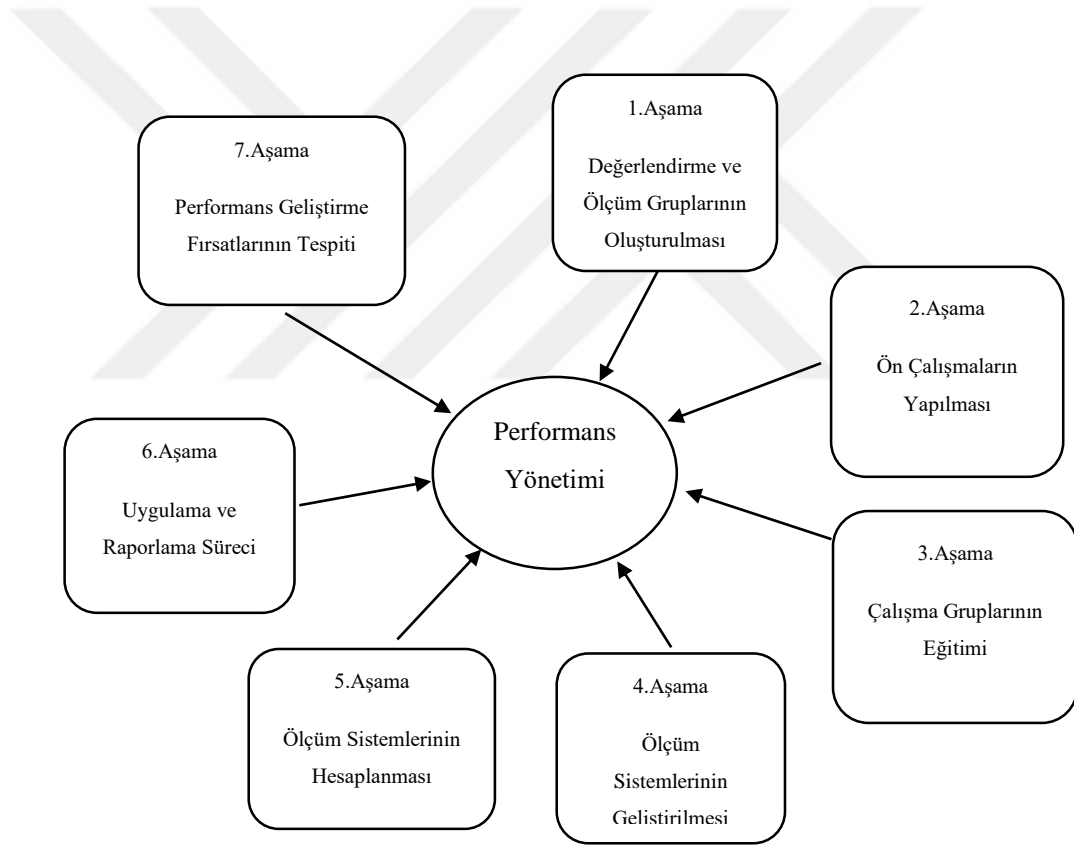 1.Aşama
Değerlendirme ve
Ölçüm Gruplarının
Oluşturulması
2.Aşama
Ön Çalışmaların
Yapılması
3.Aşama
Çalışma Gruplarının
Eğitimi
4.Aşama
Ölçüm
Sistemlerinin
Geliştirilmesi
5.Aşama
Ölçüm Sistemlerinin
Hesaplanması
6.Aşama
Uygulama ve
Raporlama Süreci
7.Aşama
Performans Geliştirme
Fırsatlarının Tespiti
Performans
Yönetimi